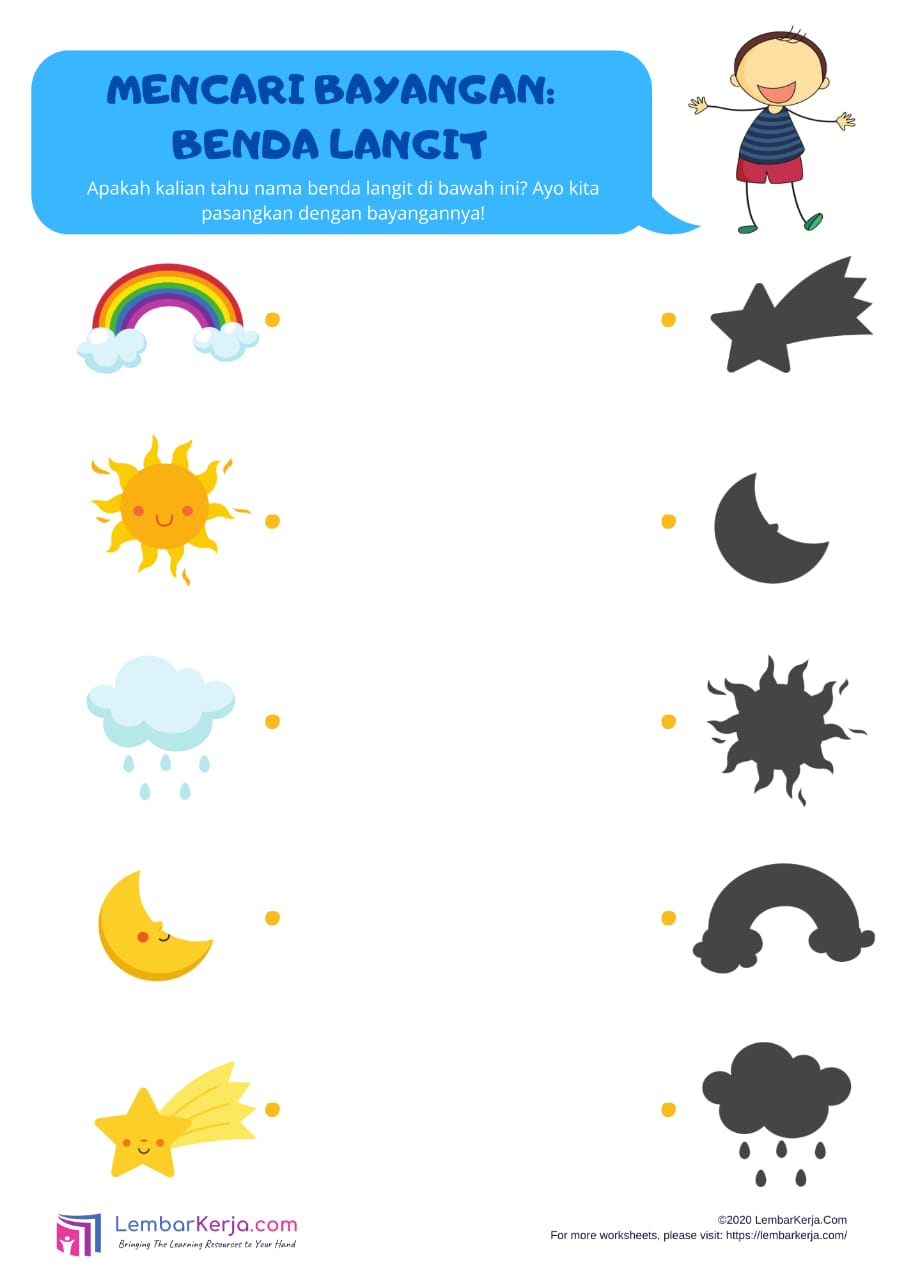 MENCARI BAYANGAN:
BENDA LANGIT
Apakah kalian tahu nama benda langit di bawah ini? Ayo kita
pasangkan dengan bayangannya!
LembarKerja.com
Bringing The Learning Resources to Your Hand
©2020 LembarKerja.Com
For more worksheets, please visit: https://lembarkerja.com/